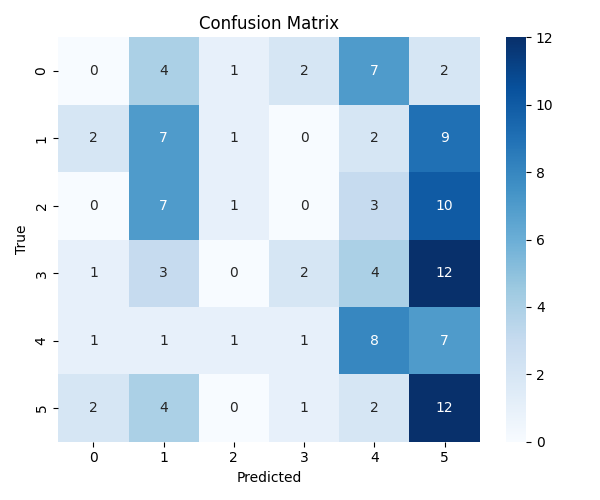 Confusion Matrix
0 0 4 1 2 7 2
1 2 7 1 0 2 9
2 0 7 1 0 3 10
3 1 3 0 2 4 12
4 1 1 1 1 8 7
5 2 4 0 1 2 12
0 1 2 3 4 5
Predicted
True
12
10
8
6
4
2
0